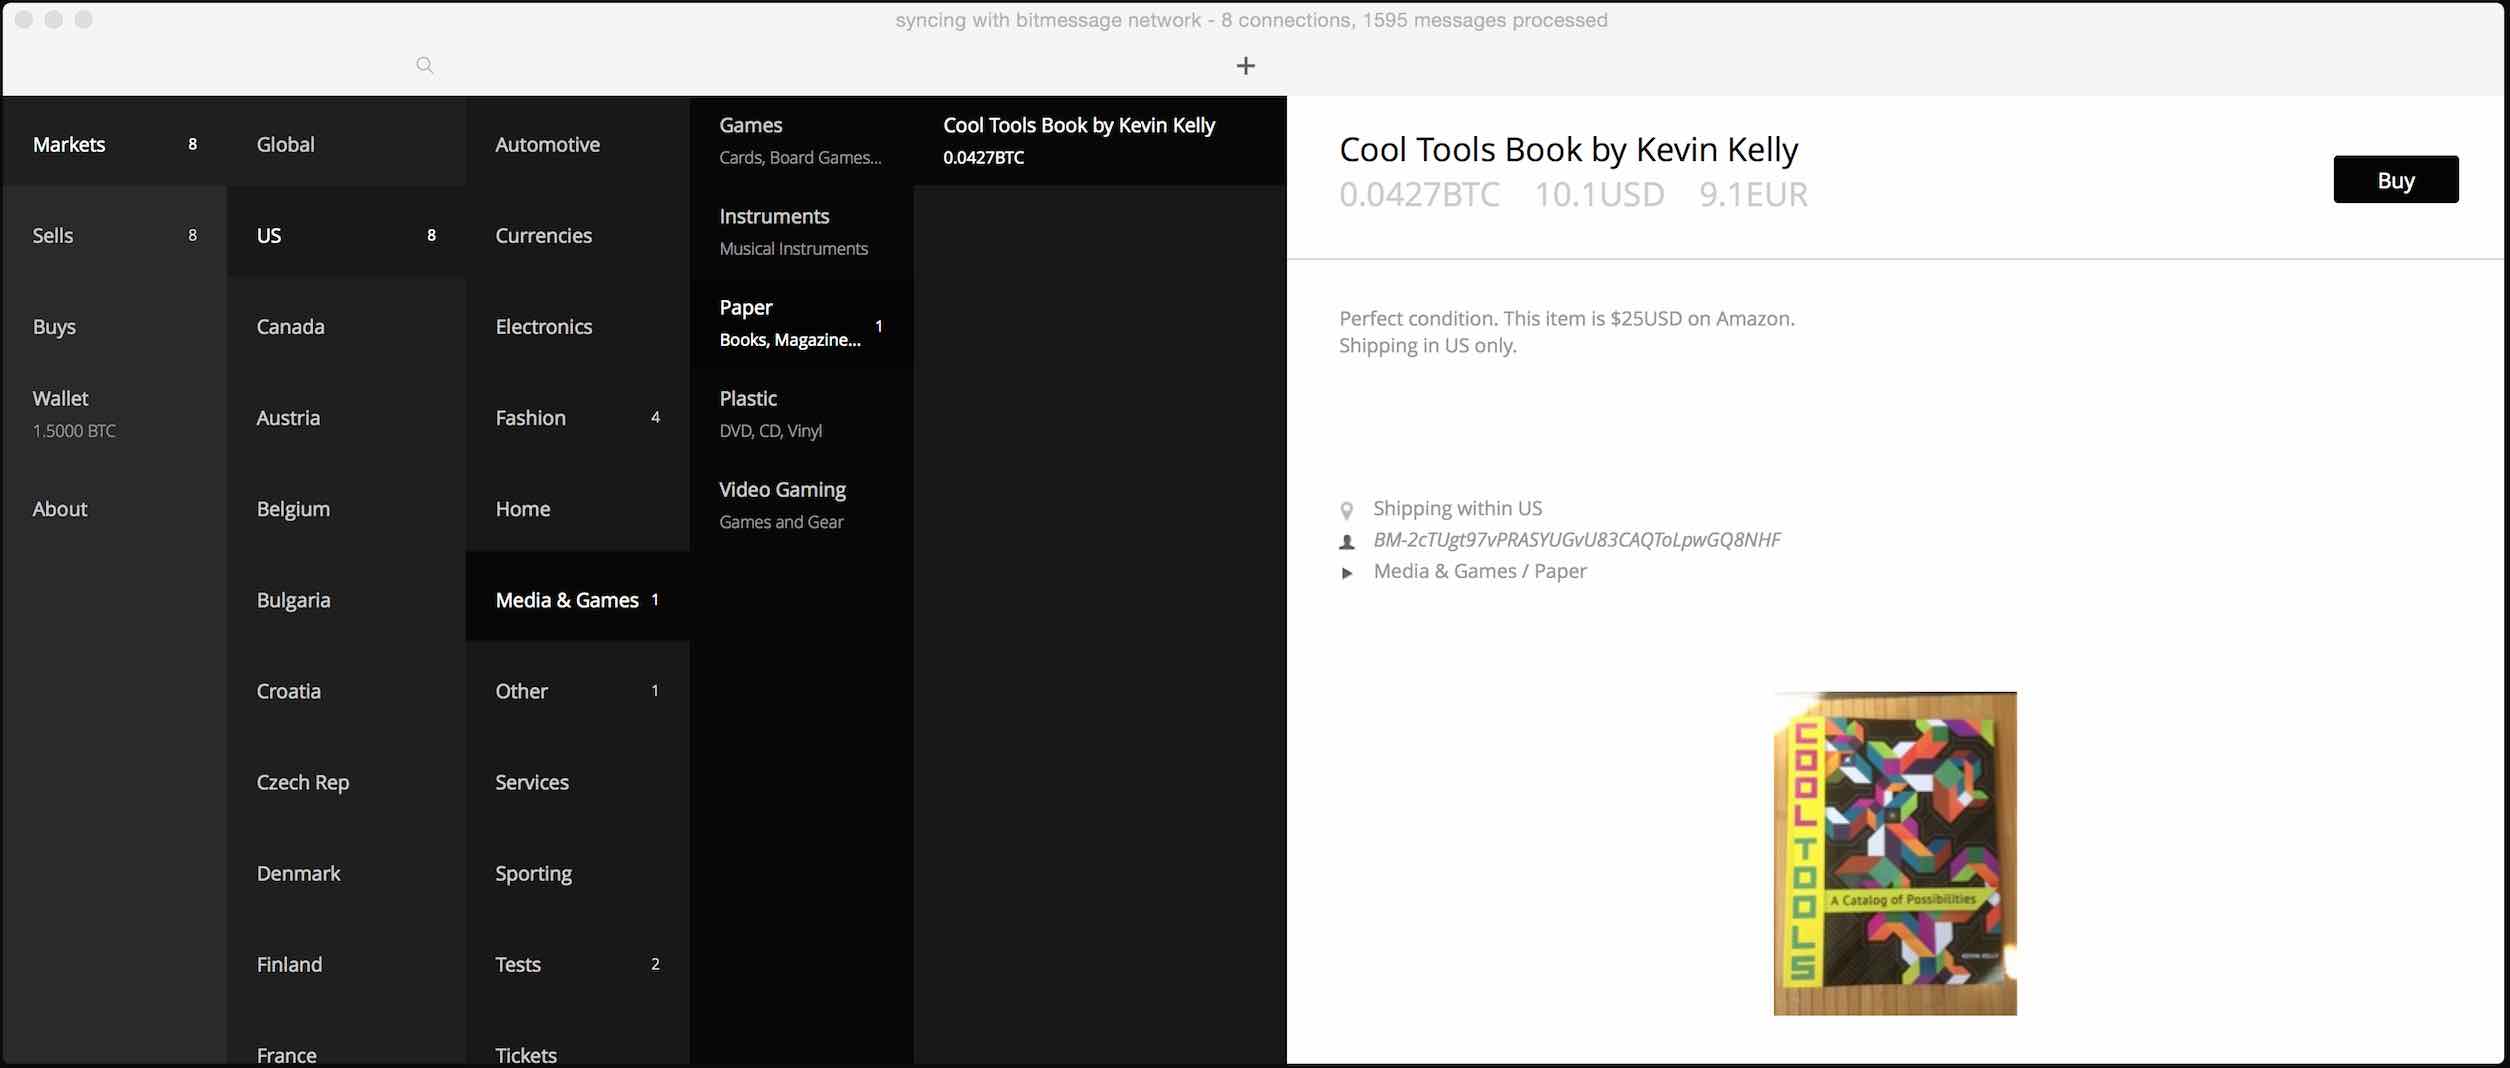 syncing with bitmessage network - 8 connections, 1595 messages processed
Markets 8
Sells 8
Buys
Wallet
1.5000 BTC
About
Global
US 8
Canada
Austria
Belgium
Bulgaria
Croatia
Czech Rep
Denmark
Finland
France
Automotive
Currencies
Electronics
Fashion 4
Home
Media & Games 1
Other 1
Services
Sporting
Tests 2
Tickets
Games
Cards, Board Games...
Instruments
Musical Instruments
Paper 1
Books, Magazine...
Plastic
DVD, CD, Vinyl
Video Gaming
Games and Gear
Cool Tools Book by Kevin Kelly
0.0427BTC
Cool Tools Book by Kevin Kelly
0.0427BTC 10.1USD 9.1EUR
Buy
Perfect condition. This item is $25USD on Amazon.
Shipping in US only.
Shipping within US
BM-2cTUgt97vPRASYUGvU83CAQToLpwGQ8NHF
Media & Games / Paper
COOL TOOLS
A Catalog of Possibilities
KEVIN KELLY